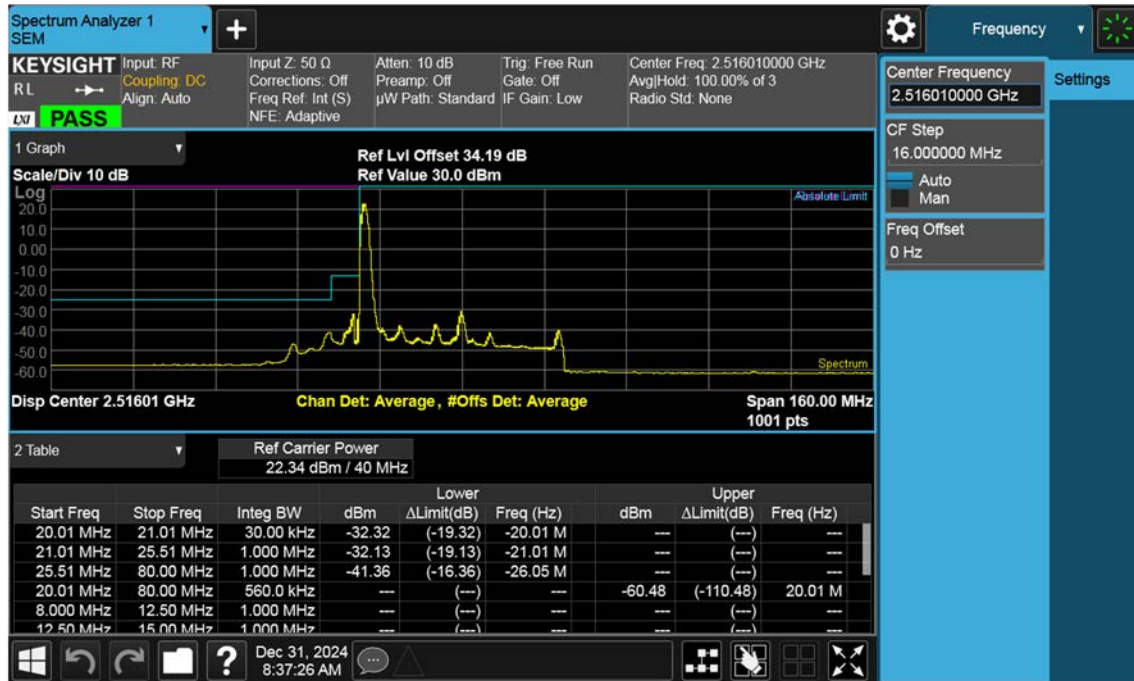 Spectrum Analyzer 1
SEM
Frequency
KEYSIGHT
RL
LXI PASS
Input: RF
Coupling: DC
Align: Auto
Input Z: 50 Ω
Corrections: Off
Freq Ref: Int (S)
NFE: Adaptive
Atten: 10 dB
Preamp: Off
µW Path: Standard
Trig: Free Run
Gate: Off
IF Gain: Low
Center Freq: 2.516010000 GHz
Avg|Hold: 100.00% of 3
Radio Std: None
Center Frequency
2.516010000 GHz
Settings
CF Step
16.000000 MHz
Auto
Man
Freq Offset
0 Hz
1 Graph
Scale/Div 10 dB
Ref Lvl Offset 34.19 dB
Ref Value 30.0 dBm
Log
Absolute Limit
20.0
10.0
0.00
-10.0
-20.0
-30.0
-40.0
-50.0
-60.0
Spectrum
Disp Center 2.51601 GHz
Chan Det: Average, #Offs Det: Average
Span 160.00 MHz
1001 pts
2 Table
Ref Carrier Power
22.34 dBm / 40 MHz
Lower Upper
Start Freq Stop Freq Integ BW dBm ΔLimit(dB) Freq (Hz) dBm ΔLimit(dB) Freq (Hz)
20.01 MHz 21.01 MHz 30.00 kHz -32.32 (-19.32) -20.01 M --- (---) ---
21.01 MHz 25.51 MHz 1.000 MHz -32.13 (-19.13) -21.01 M --- (---) ---
25.51 MHz 80.00 MHz 1.000 MHz -41.36 (-16.36) -26.05 M --- (---) ---
20.01 MHz 80.00 MHz 560.0 kHz --- (---) --- -60.48 (-110.48) 20.01 M
8.000 MHz 12.50 MHz 1.000 MHz --- (---) --- --- (---) ---
12.50 MHz 15.00 MHz 1.000 MHz --- (---) --- --- (---) ---
Dec 31, 2024
8:37:26 AM